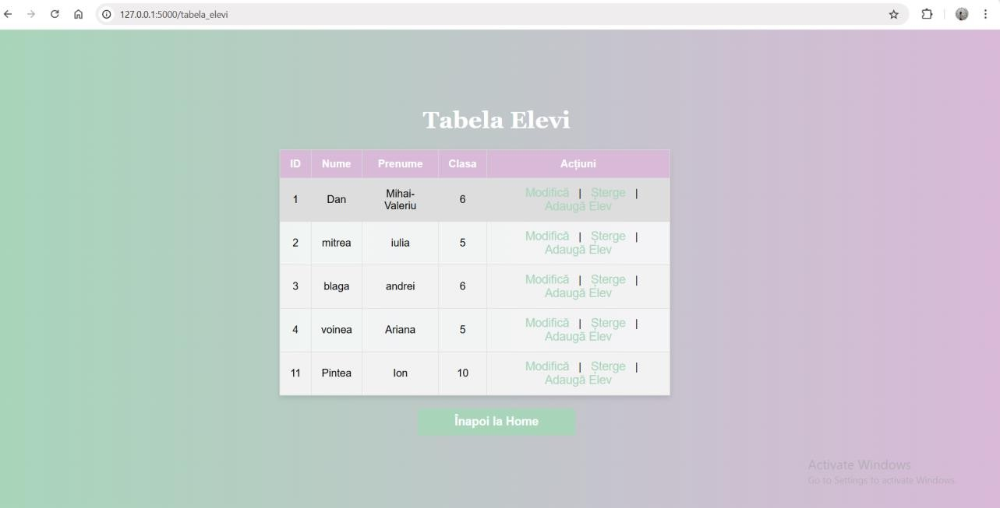 127.0.0.1:5000/tabela_elevi
Tabela Elevi
ID Nume Prenume Clasa Acțiuni
1 Dan Mihai-Valeriu 6 Modifică | Șterge | Adaugă Elev
2 mitrea iulia 5 Modifică | Șterge | Adaugă Elev
3 blaga andrei 6 Modifică | Șterge | Adaugă Elev
4 voinea Ariana 5 Modifică | Șterge | Adaugă Elev
11 Pintea Ion 10 Modifică | Șterge | Adaugă Elev
Înapoi la Home
Activate Windows
Go to Settings to activate Windows.